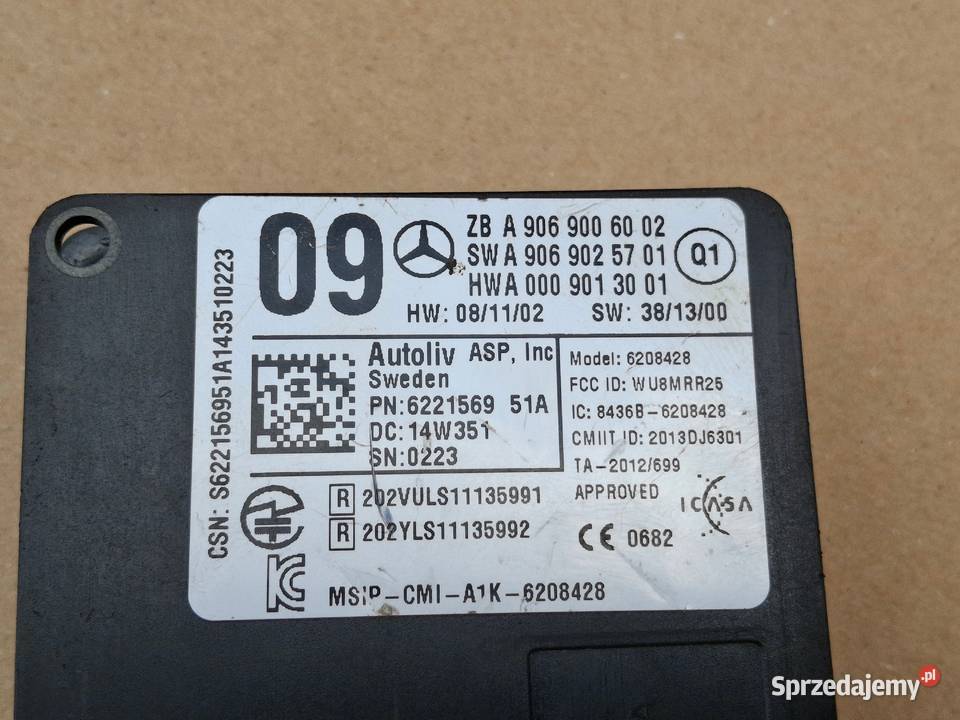 09
ZB A 906 900 60 02
SW A 906 902 57 01
HW A 000 901 30 01
Q1
HW: 08/11/02 SW: 38/13/00
CSN: S622156951A143510223
Autoliv ASP, Inc
Sweden
PN:6221569 51A
DC:14W351
SN:0223
Model: 6208428
FCC ID: WU8MRR25
IC: 8436B-6208428
CMIIT ID: 2013DJ6301
TA-2012/699
APPROVED
ICASA
R 202VULS11135991
R 202YLS11135992
CE 0682
MSIP-CMI-A1K-6208428
Sprzedajemy.pl